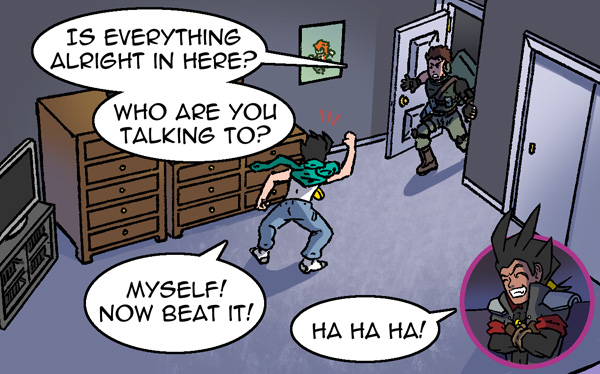 IS EVERYTHING
ALRIGHT IN HERE?
WHO ARE YOU
TALKING TO?
MYSELF!
NOW BEAT IT!
HA HA HA!